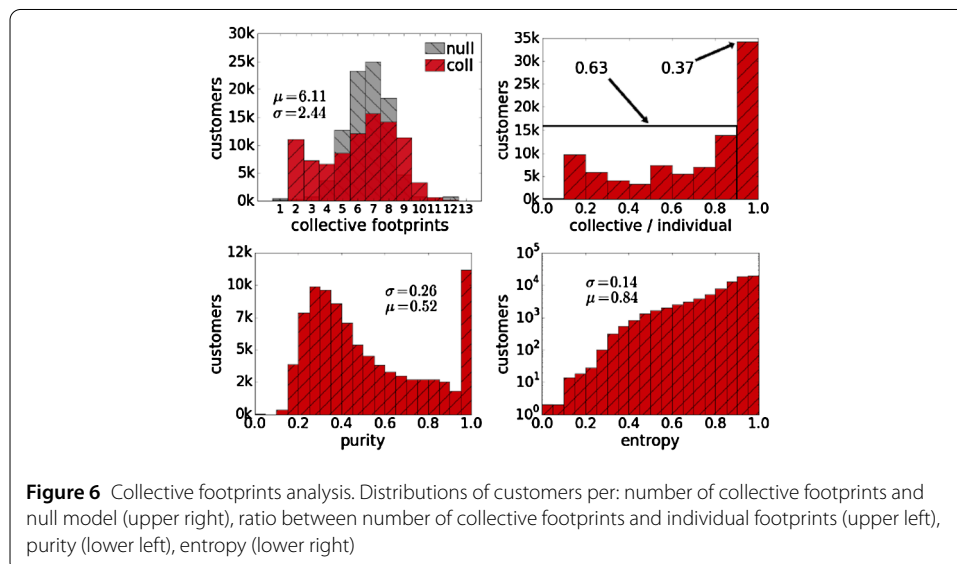 30k
25k
20k
15k
10k
5k
0k
customers
null
coll
μ=6.11
σ=2.44
1 2 3 4 5 6 7 8 9 10 11 12 13
collective footprints
35k
30k
25k
20k
15k
10k
5k
0k
customers
0.63
0.37
0.0 0.2 0.4 0.6 0.8 1.0
collective / individual
12k
10k
7k
5k
2k
0k
customers
σ=0.26
μ=0.52
0.0 0.2 0.4 0.6 0.8 1.0
purity
10^5
10^4
10^3
10^2
10^1
10^0
customers
σ=0.14
μ=0.84
0.0 0.2 0.4 0.6 0.8 1.0
entropy
Figure 6 Collective footprints analysis. Distributions of customers per: number of collective footprints and
null model (upper right), ratio between number of collective footprints and individual footprints (upper left),
purity (lower left), entropy (lower right)